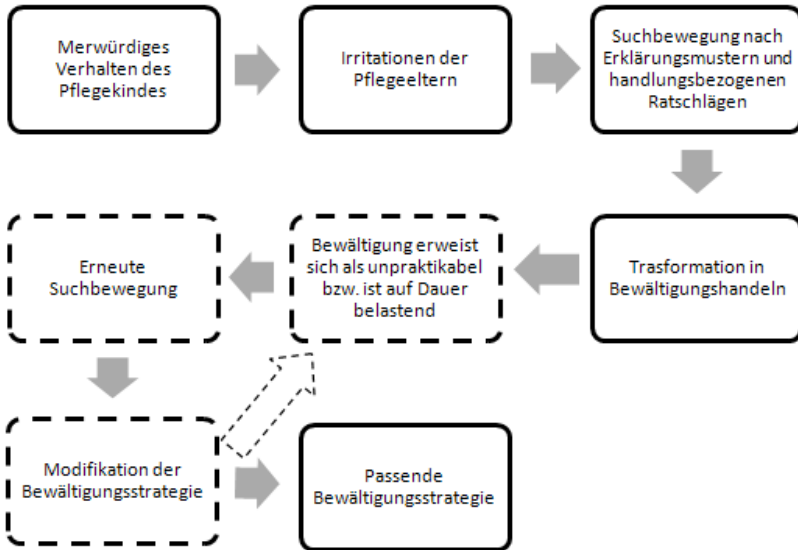 Merwürdiges
Verhalten des
Pflegekindes
Irritationen der
Pflegeeltern
Suchbewegung nach
Erklärungsmustern und
handlungsbezogenen
Ratschlägen
Trasformation in
Bewältigungshandeln
Bewältigung erweist
sich als unpraktikabel
bzw. ist auf Dauer
belastend
Erneute
Suchbewegung
Modifikation der
Bewältigungsstrategie
Passende
Bewältigungsstrategie